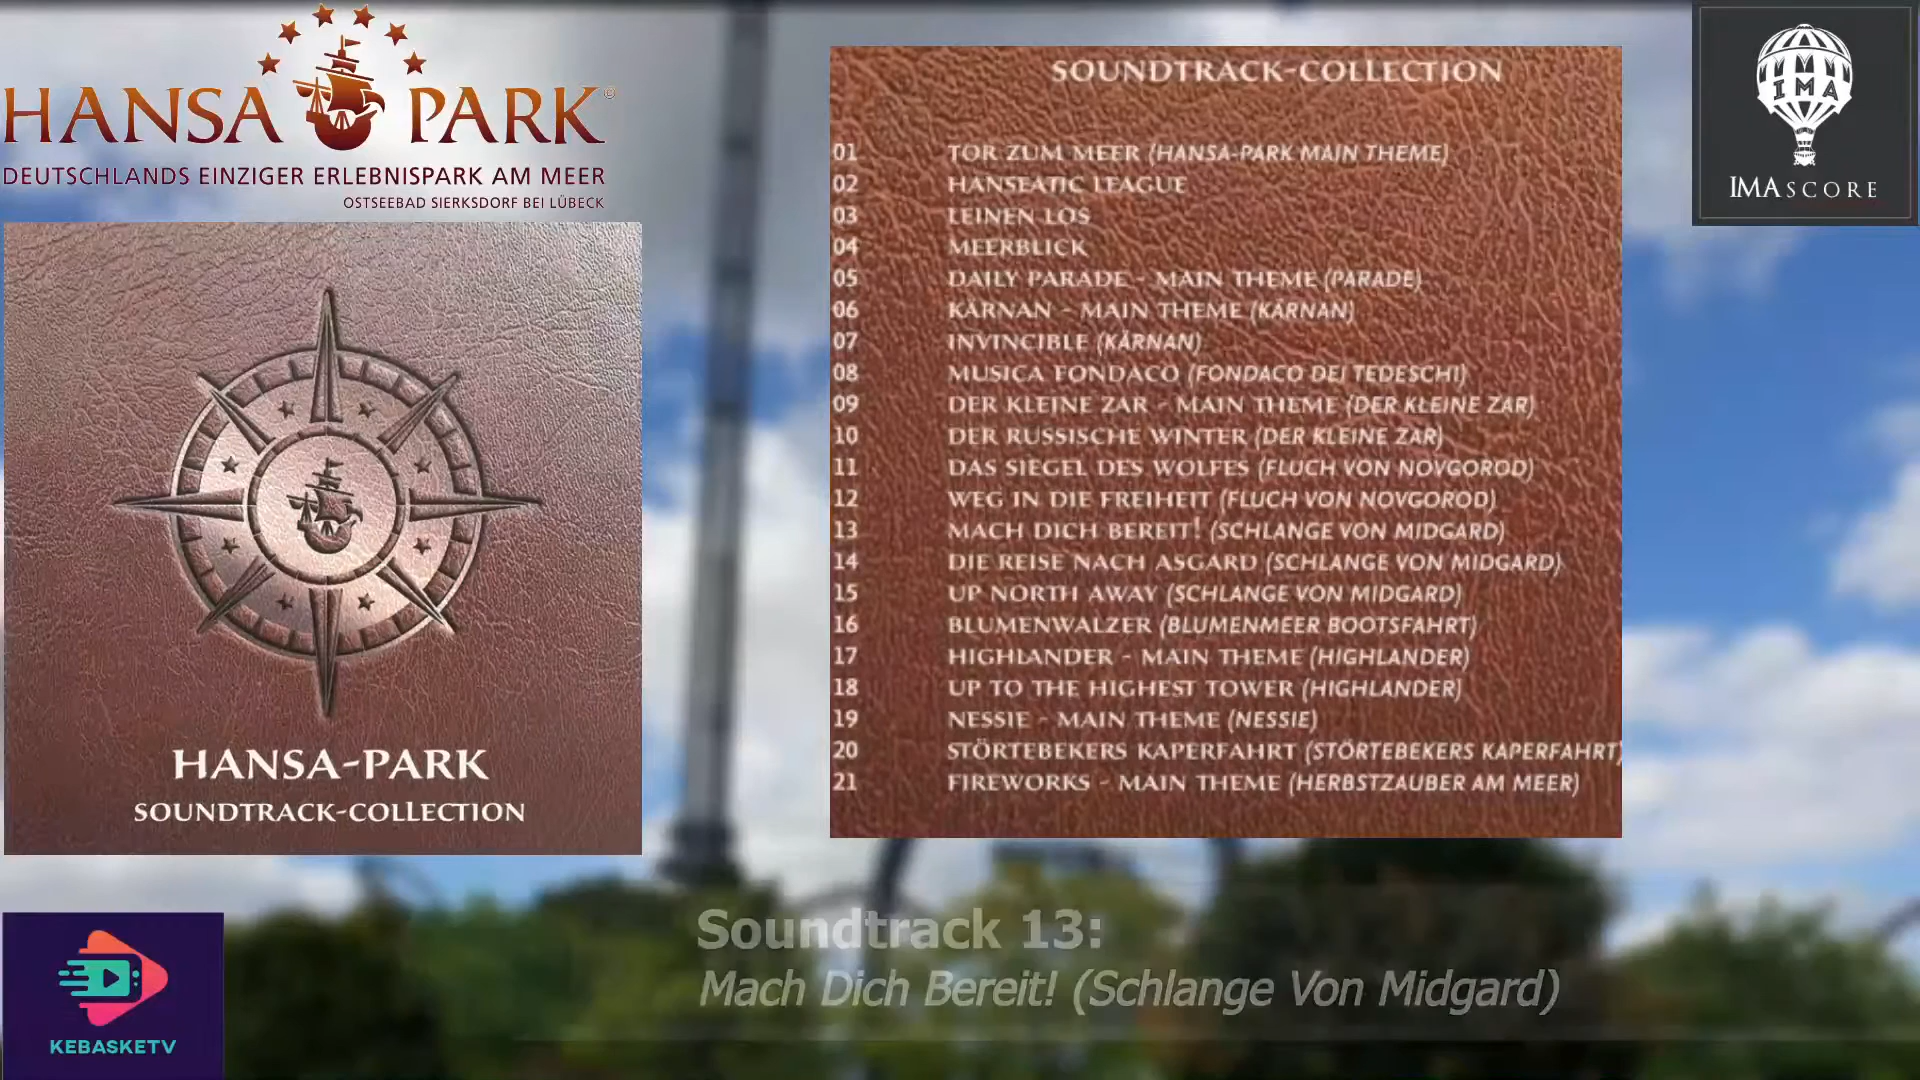 HANSA PARK©
DEUTSCHLANDS EINZIGER ERLEBNISPARK AM MEER
OSTSEEBAD SIERKSDORF BEI LÜBECK
HANSA-PARK
SOUNDTRACK-COLLECTION
SOUNDTRACK-COLLECTION
01 TOR ZUM MEER (HANSA-PARK MAIN THEME)
02 HANSEATIC LEAGUE
03 LEINEN LOS
04 MEERBLICK
05 DAILY PARADE - MAIN THEME (PARADE)
06 KÄRNAN - MAIN THEME (KÄRNAN)
07 INVINCIBLE (KÄRNAN)
08 MUSICA FONDACO (FONDACO DEI TEDESCHI)
09 DER KLEINE ZAR - MAIN THEME (DER KLEINE ZAR)
10 DER RUSSISCHE WINTER (DER KLEINE ZAR)
11 DAS SIEGEL DES WOLFES (FLUCH VON NOVGOROD)
12 WEG IN DIE FREIHEIT (FLUCH VON NOVGOROD)
13 MACH DICH BEREIT! (SCHLANGE VON MIDGARD)
14 DIE REISE NACH ASGARD (SCHLANGE VON MIDGARD)
15 UP NORTH AWAY (SCHLANGE VON MIDGARD)
16 BLUMENWALZER (BLUMENMEER BOOTSFAHRT)
17 HIGHLANDER - MAIN THEME (HIGHLANDER)
18 UP TO THE HIGHEST TOWER (HIGHLANDER)
19 NESSIE - MAIN THEME (NESSIE)
20 STÖRTEBEKERS KAPERFAHRT (STÖRTEBEKERS KAPERFAHRT)
21 FIREWORKS - MAIN THEME (HERBSTZAUBER AM MEER)
IMA
IMASCORE
KEBASKETV
Soundtrack 13:
Mach Dich Bereit! (Schlange Von Midgard)